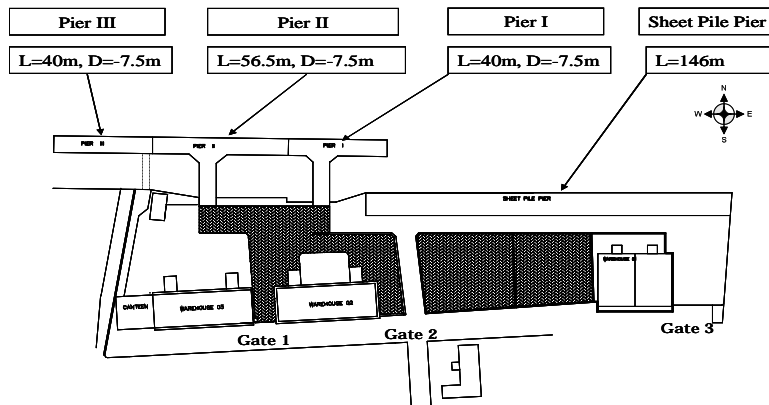 Pier III
Pier II
Pier I
Sheet Pile Pier
L=40m, D=-7.5m
L=56.5m, D=-7.5m
L=40m, D=-7.5m
L=146m
N
W E
S
PIER III
PIER II
PIER I
SHEET PILE PIER
CANTEEN
WAREHOUSE 03
WAREHOUSE 02
WAREHOUSE
Gate 1
Gate 2
Gate 3